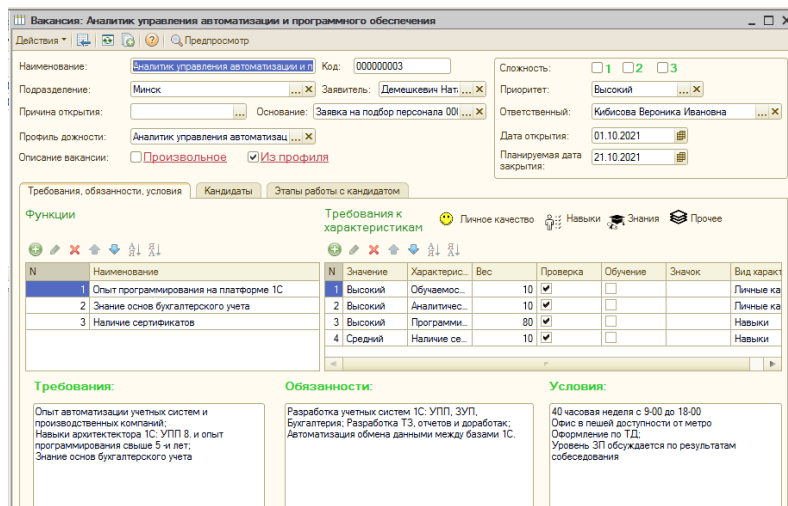 Вакансия: Аналитик управления автоматизации и программного обеспечения
Действия Предпросмотр
Наименование: Аналитик управления автоматизации и п Код: 000000003
Сложность: 1 2 3
Подразделение: Минск ... X Заявитель: Демешкевич Ната ... X
Приоритет: Высокий ... X
Причина открытия: ... Основание: Заявка на подбор персонала 00( ... X
Ответственный: Кибисова Вероника Ивановна ... X
Профиль дожности: Аналитик управления автоматизац ... X
Дата открытия: 01.10.2021
Описание вакансии: Произвольное Из профиля
Планируемая дата закрытия: 21.10.2021
Требования, обязанности, условия Кандидаты Этапы работы с кандидатом
Функции
Требования к характеристикам
Личное качество Навыки Знания Прочее
N Наименование
1 Опыт программирования на платформе 1С
2 Знание основ бухгалтерского учета
3 Наличие сертификатов
N Значение Характерис... Вес Проверка Обучение Значок Вид характ
1 Высокий Обучаемос... 10 Личные ка
2 Высокий Аналитичес... 10 Личные ка
3 Высокий Программи... 80 Навыки
4 Средний Наличие се... 10 Навыки
Требования:
Опыт автоматизации учетных систем и
производственных компаний;
Навыки архитектектора 1С: УПП 8. и опыт
программирования свыше 5 -и лет;
Знание основ бухгалтерского учета
Обязанности:
Разработка учетных систем 1С: УПП, ЗУП,
Бухгалтерия; Разработка ТЗ, отчетов и доработак;
Автоматизация обмена данными между базами 1С.
Условия:
40 часовая неделя с 9-00 до 18-00
Офис в пешей доступности от метро
Оформление по ТД;
Уровень ЗП обсуждается по результатам
собеседования